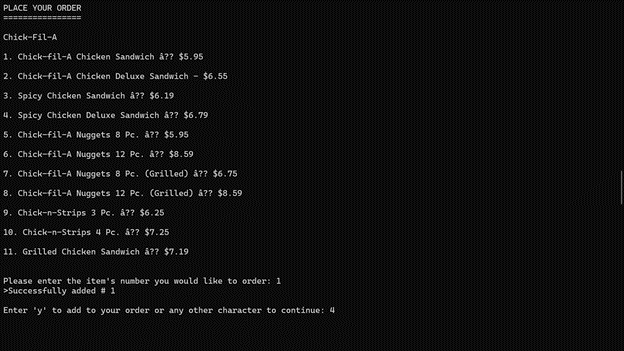 PLACE YOUR ORDER
================
Chick-Fil-A
1. Chick-fil-A Chicken Sandwich â?? $5.95
2. Chick-fil-A Chicken Deluxe Sandwich - $6.55
3. Spicy Chicken Sandwich â?? $6.19
4. Spicy Chicken Deluxe Sandwich â?? $6.79
5. Chick-fil-A Nuggets 8 Pc. â?? $5.95
6. Chick-fil-A Nuggets 12 Pc. â?? $8.59
7. Chick-fil-A Nuggets 8 Pc. (Grilled) â?? $6.75
8. Chick-fil-A Nuggets 12 Pc. (Grilled) â?? $8.59
9. Chick-n-Strips 3 Pc. â?? $6.25
10. Chick-n-Strips 4 Pc. â?? $7.25
11. Grilled Chicken Sandwich â?? $7.19
Please enter the item's number you would like to order: 1
>Successfully added # 1
Enter 'y' to add to your order or any other character to continue: 4